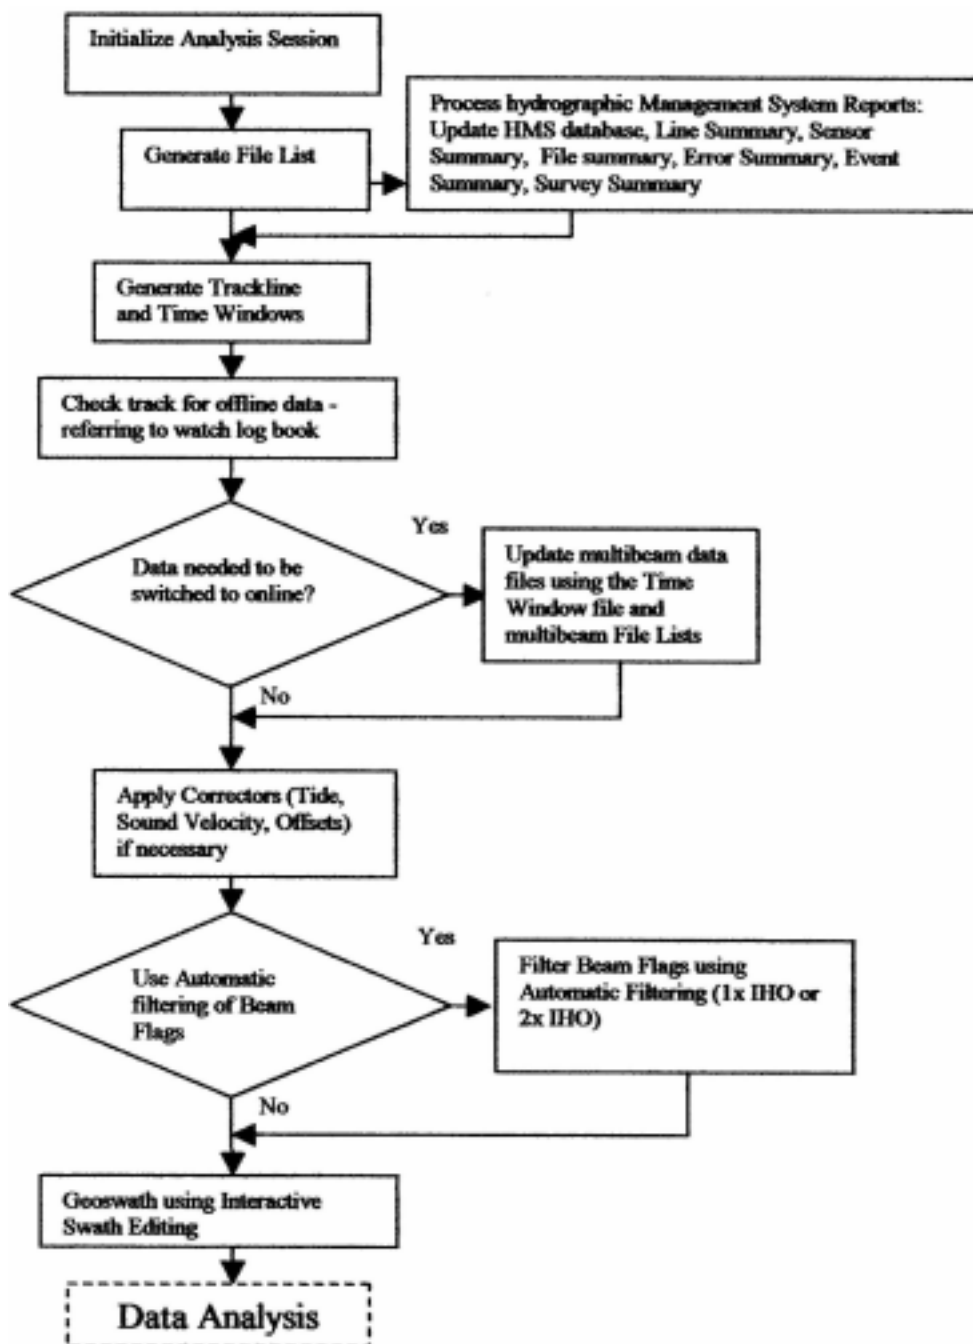 Initialize Analysis Session
Process hydrographic Management System Reports:
Update HMS database, Line Summary, Sensor
Summary, File summary, Error Summary, Event
Summary, Survey Summary
Generate File List
Generate Trackline
and Time Windows
Check track for offline data -
referring to watch log book
Yes
Data needed to be
switched to online?
Update multibeam data
files using the Time
Window file and
multibeam File Lists
No
Apply Correctors (Tide,
Sound Velocity, Offsets)
if necessary
Yes
Use Automatic
filtering of Beam
Flags
Filter Beam Flags using
Automatic Filtering (1x IHO or
2x IHO)
No
Geoswath using Interactive
Swath Editing
Data Analysis